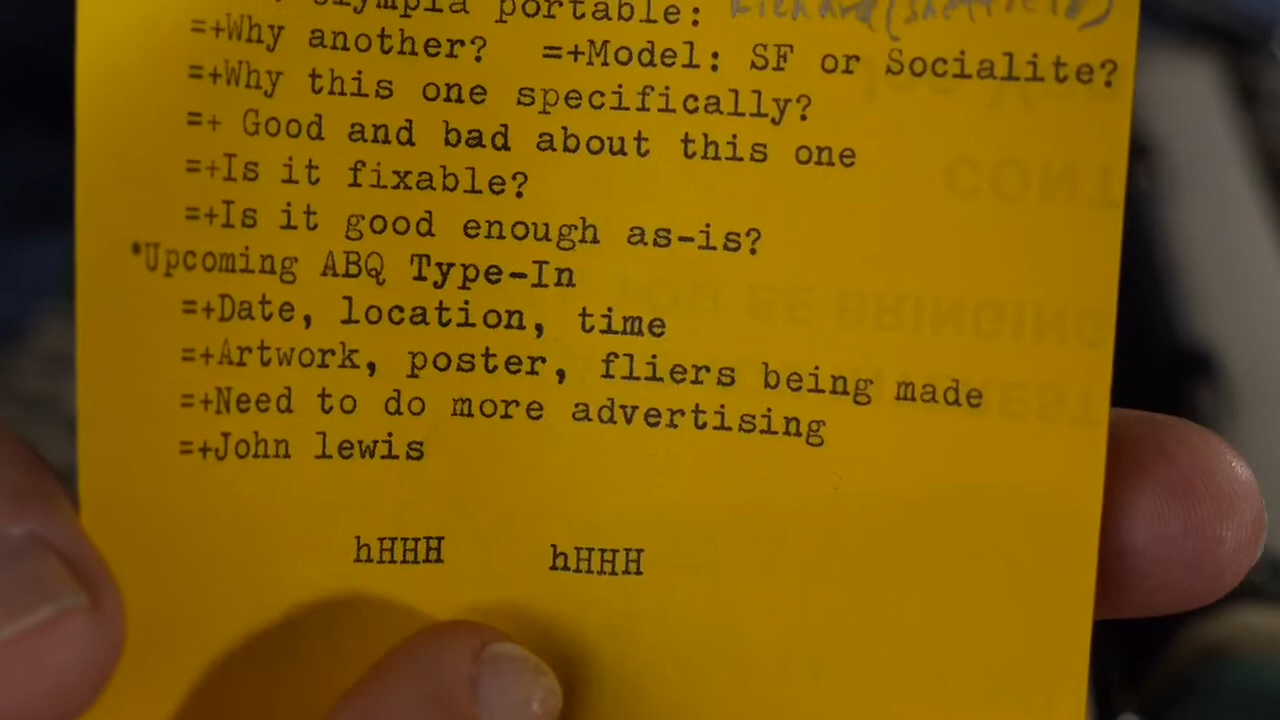 Olympia portable:
=+Why another? =+Model: SF or Socialite?
=+Why this one specifically?
=+ Good and bad about this one
=+Is it fixable?
=+Is it good enough as-is?
*Upcoming ABQ Type-In
=+Date, location, time
=+Artwork, poster, fliers being made
=+Need to do more advertising
=+John lewis
hHHH hHHH